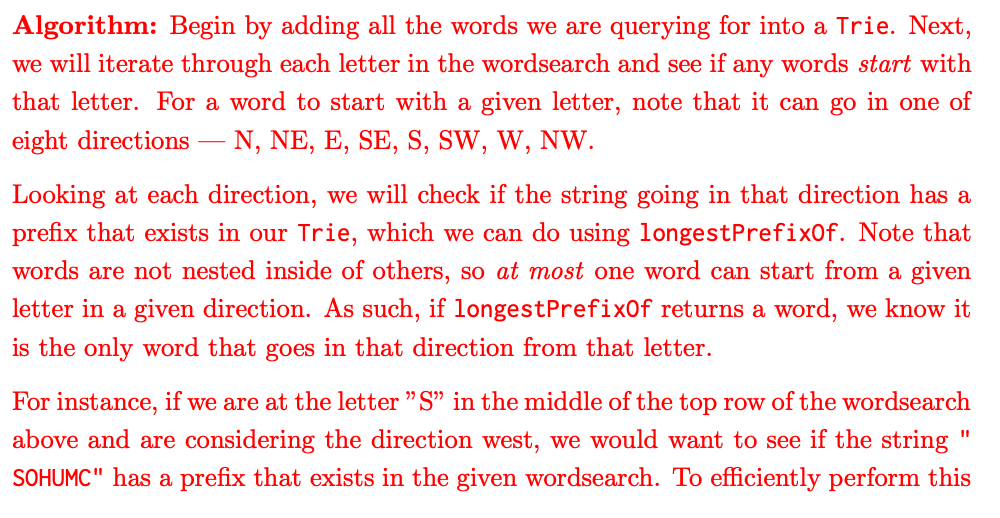 Algorithm: Begin by adding all the words we are querying for into a Trie. Next,
we will iterate through each letter in the wordsearch and see if any words start with
that letter. For a word to start with a given letter, note that it can go in one of
eight directions — N, NE, E, SE, S, SW, W, NW.
Looking at each direction, we will check if the string going in that direction has a
prefix that exists in our Trie, which we can do using longestPrefixOf. Note that
words are not nested inside of others, so at most one word can start from a given
letter in a given direction. As such, if longestPrefixOf returns a word, we know it
is the only word that goes in that direction from that letter.
For instance, if we are at the letter ”S” in the middle of the top row of the wordsearch
above and are considering the direction west, we would want to see if the string "
SOHUMC" has a prefix that exists in the given wordsearch. To efficiently perform this